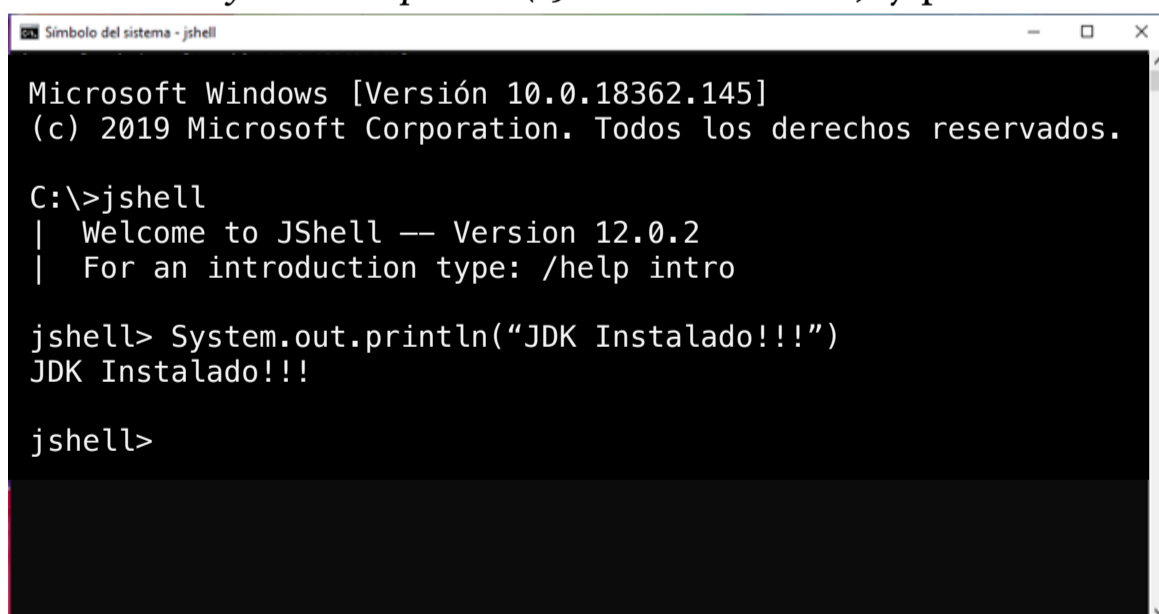 Símbolo del sistema - jshell
Microsoft Windows [Versión 10.0.18362.145]
(c) 2019 Microsoft Corporation. Todos los derechos reservados.
C:\>jshell
|  Welcome to JShell —— Version 12.0.2
|  For an introduction type: /help intro
jshell> System.out.println(“JDK Instalado!!!”)
JDK Instalado!!!
jshell>